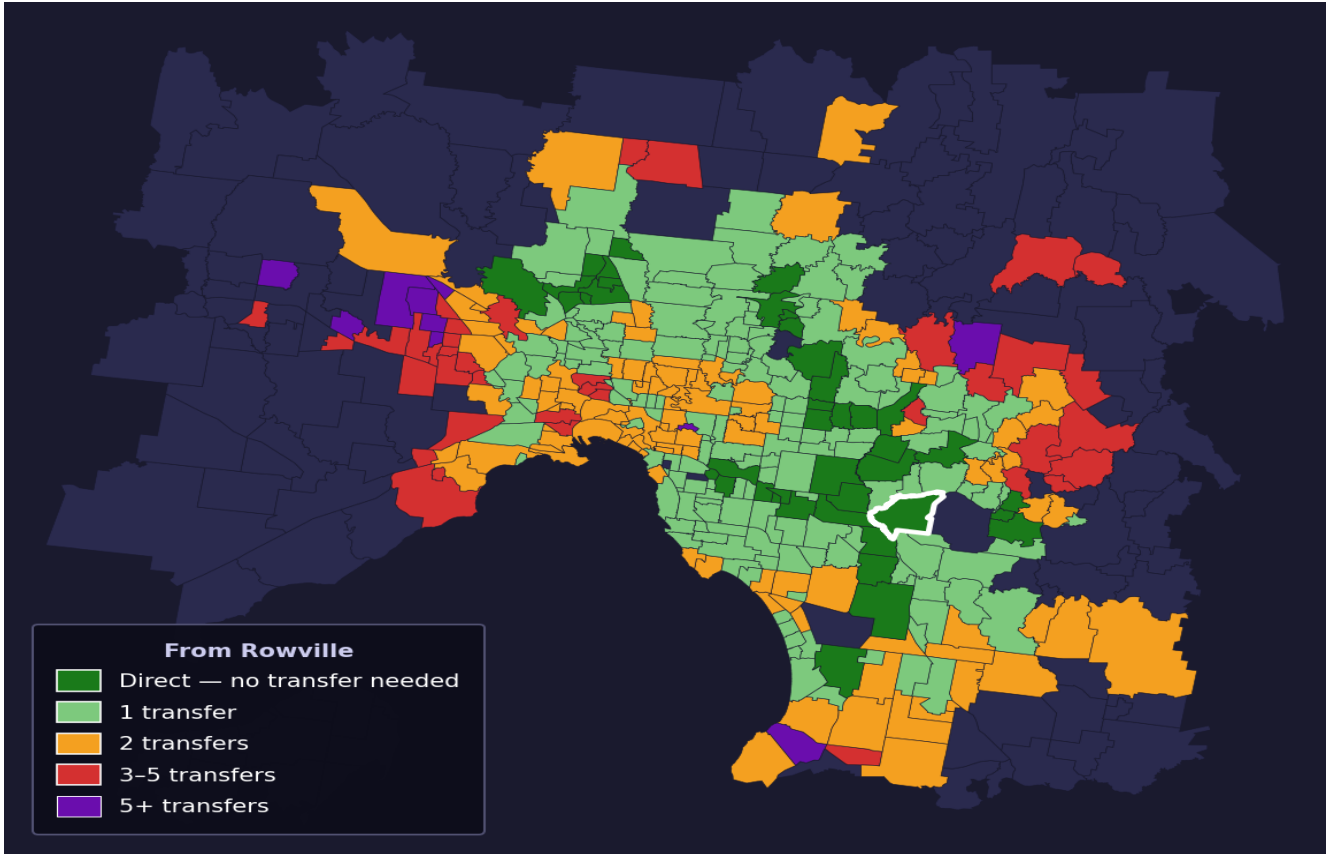 From Rowville
Direct — no transfer needed
1 transfer
2 transfers
3–5 transfers
5+ transfers